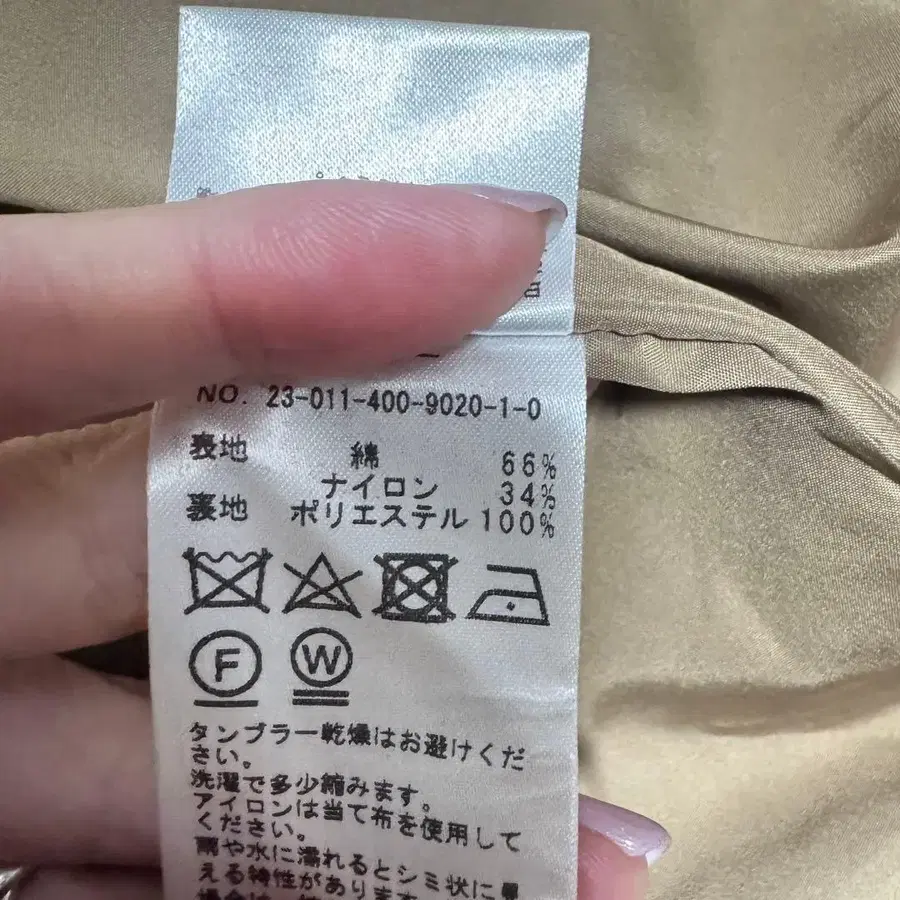 NO. 23-011-400-9020-1-0
表地 綿 66%
ナイロン 34%
裏地 ポリエステル 100%
F W
タンブラー乾燥はお避けくだ
さい。
洗濯で多少縮みます。
アイロンは当て布を使用して
ください。
雨や水に濡れるとシミ状に見
える特性があります
場合は